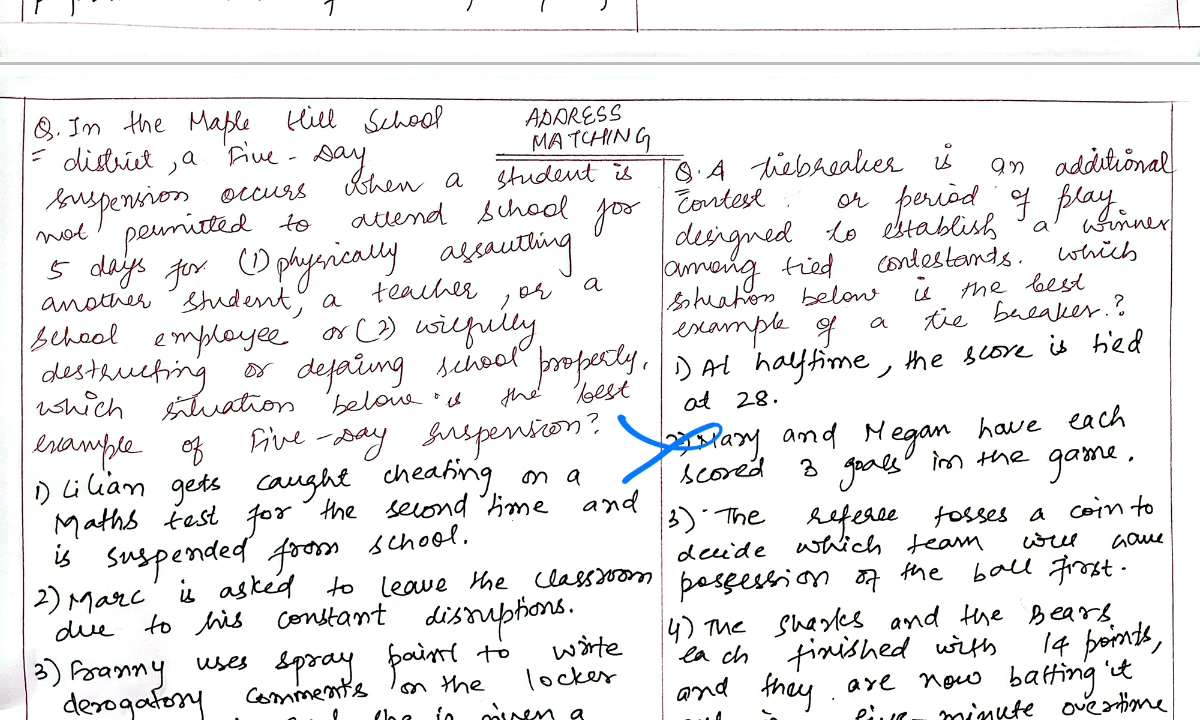 ADDRESS
MATCHING
Q. In the Maple Hill School
district, a Five-Day
suspension occurs when a student is
not permitted to attend school for
5 days for (1) physically assautling
another student, a teacher, or a
school employee or (2) wilfully
destructing or defacing school property.
which situation below is the best
example of Five-Day suspension?
1) Lilian gets caught cheating on a
Maths test for the second time and
is suspended from school.
2) Marc is asked to leave the classroom
due to his constant disruptions.
3) Franny uses spray paint to write
derogatory comments on the locker
given a
Q. A tiebreaker is an additional
contest or period of play
designed to establish a winner
among tied contestants. which
situation below is the best
example of a tie breaker.?
1) At halftime, the score is tied
at 28.
2) Mary and Megan have each
scored 3 goals in the game.
3) The referee tosses a coin to
decide which team will have
possession of the ball first.
4) The Sharks and the Bears
each finished with 14 points,
and they are now batting it
five-minute overtime